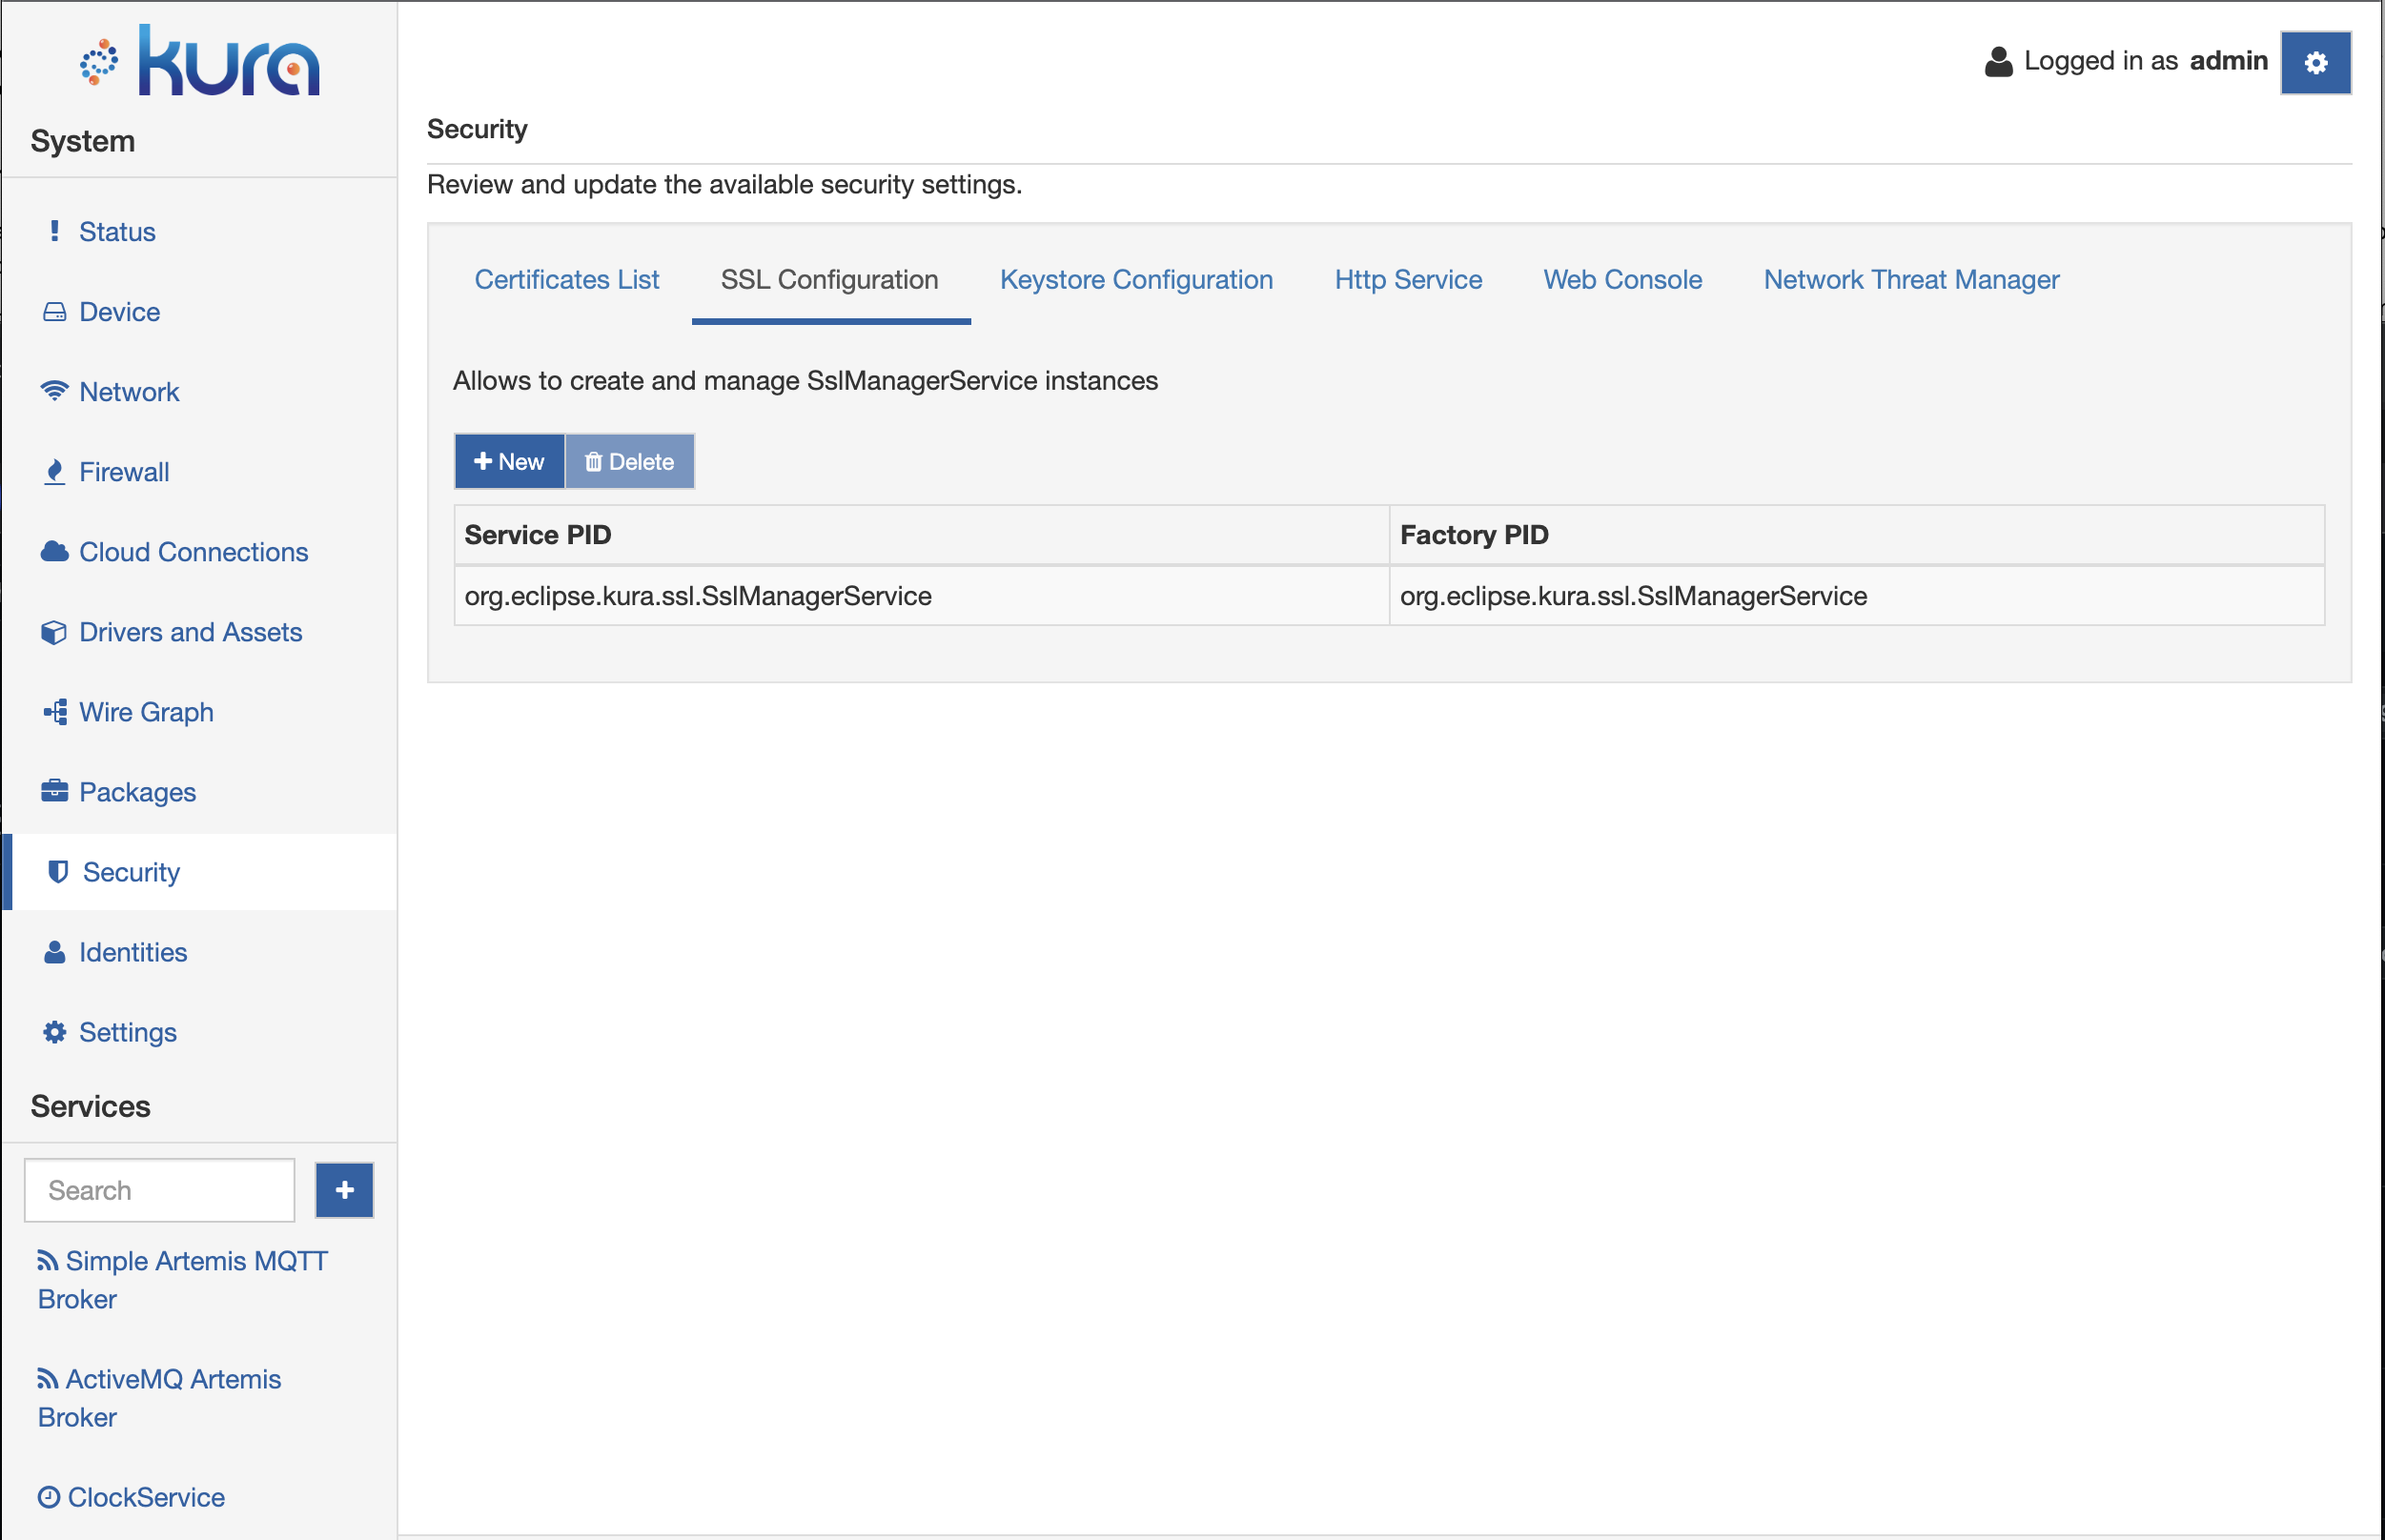 kura
System
Status
Device
Network
Firewall
Cloud Connections
Drivers and Assets
Wire Graph
Packages
Security
Identities
Settings
Services
Search
Simple Artemis MQTT
Broker
ActiveMQ Artemis
Broker
ClockService
Logged in as admin
Security
Review and update the available security settings.
Certificates List SSL Configuration Keystore Configuration Http Service Web Console Network Threat Manager
Allows to create and manage SslManagerService instances
New Delete
Service PID Factory PID
org.eclipse.kura.ssl.SslManagerService org.eclipse.kura.ssl.SslManagerService